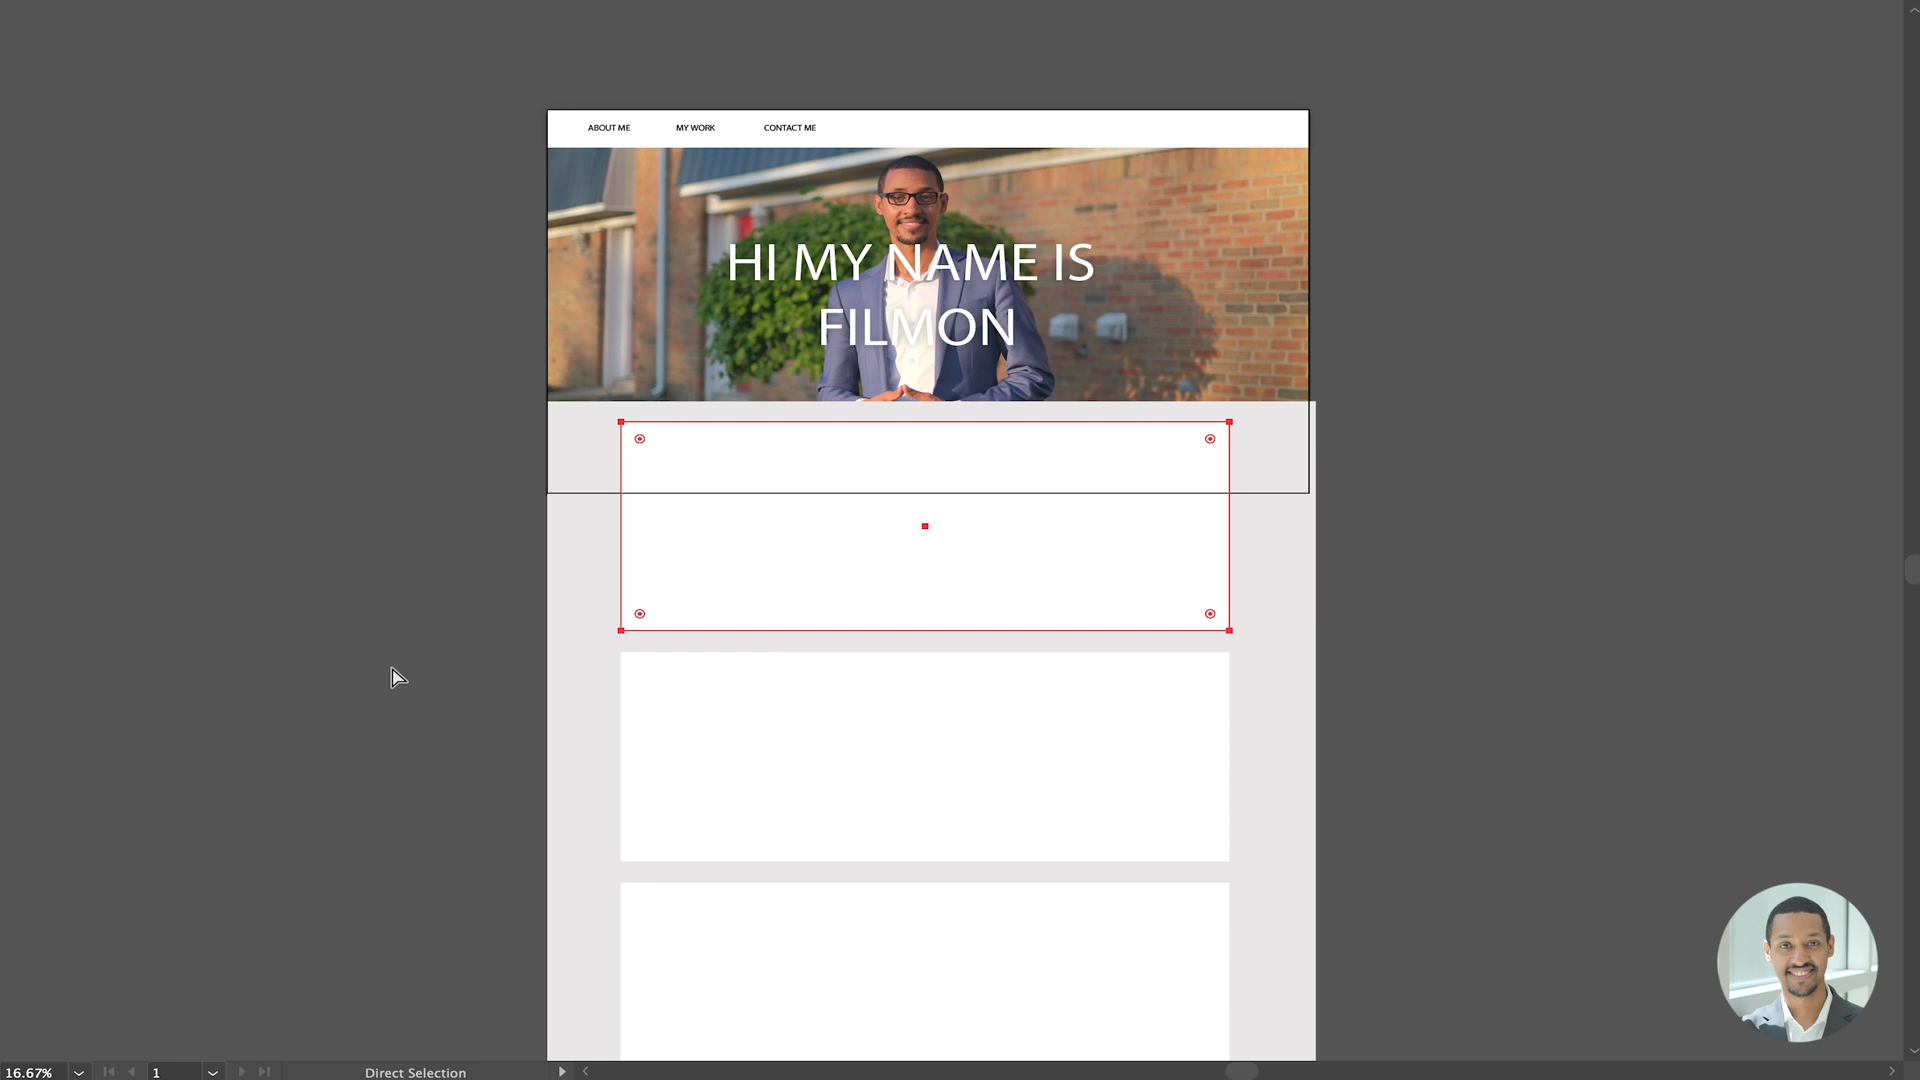 ABOUT ME
MY WORK
CONTACT ME
HI MY NAME IS
FILMON
16.67%
1
Direct Selection